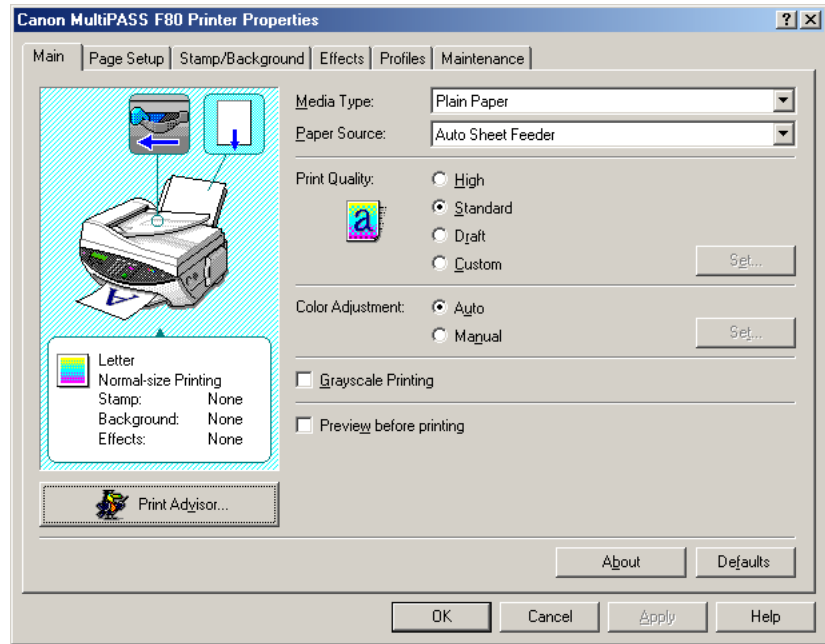 Canon MultiPASS F80 Printer Properties
Main Page Setup Stamp/Background Effects Profiles Maintenance
Media Type: Plain Paper
Paper Source: Auto Sheet Feeder
Print Quality: High
a
Standard
Draft
Custom Set...
Color Adjustment: Auto
Manual Set...
Grayscale Printing
Preview before printing
A
Letter
Normal-size Printing
Stamp: None
Background: None
Effects: None
Print Advisor...
About Defaults
OK Cancel Apply Help